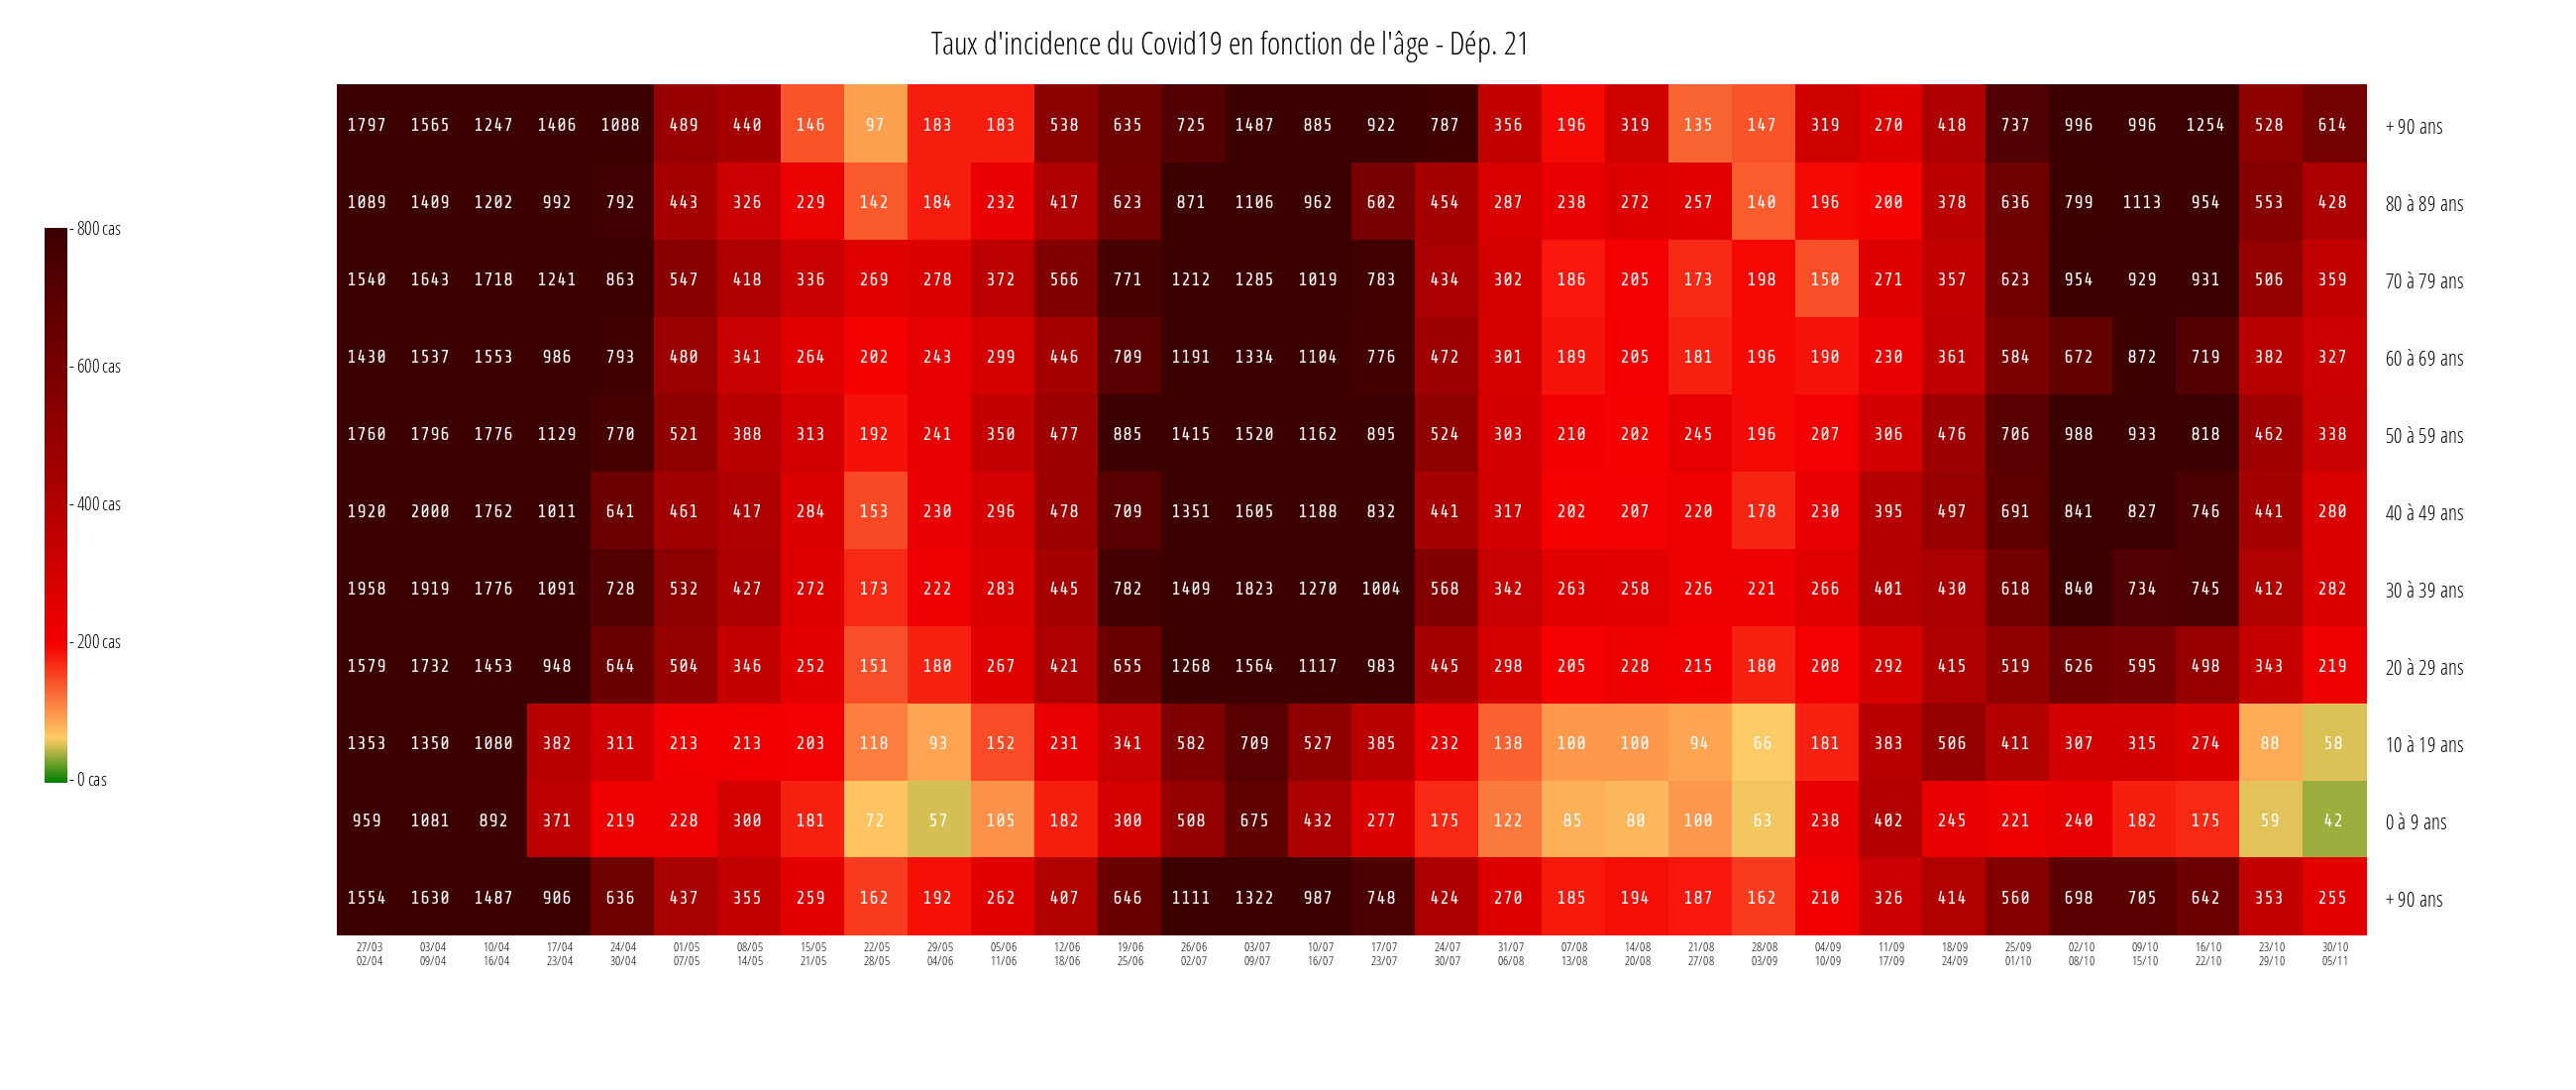 Taux d'incidence du Covid19 en fonction de l'âge - Dép. 21
- 800 cas
- 600 cas
- 400 cas
- 200 cas
- 0 cas
1797 1565 1247 1406 1088 489 440 146 97 183 183 538 635 725 1487 885 922 787 356 196 319 135 147 319 270 418 737 996 996 1254 528 614 + 90 ans
1089 1409 1202 992 792 443 326 229 142 184 232 417 623 871 1106 962 602 454 287 238 272 257 140 196 200 378 636 799 1113 954 553 428 80 à 89 ans
1540 1643 1718 1241 863 547 418 336 269 278 372 566 771 1212 1285 1019 783 434 302 186 205 173 198 150 271 357 623 954 929 931 506 359 70 à 79 ans
1430 1537 1553 986 793 480 341 264 202 243 299 446 709 1191 1334 1104 776 472 301 189 205 181 196 190 230 361 584 672 872 719 382 327 60 à 69 ans
1760 1796 1776 1129 770 521 388 313 192 241 350 477 885 1415 1520 1162 895 524 303 210 202 245 196 207 306 476 706 988 933 818 462 338 50 à 59 ans
1920 2000 1762 1011 641 461 417 284 153 230 296 478 709 1351 1605 1188 832 441 317 202 207 220 178 230 395 497 691 841 827 746 441 280 40 à 49 ans
1958 1919 1776 1091 728 532 427 272 173 222 283 445 782 1409 1823 1270 1004 568 342 263 258 226 221 266 401 430 618 840 734 745 412 282 30 à 39 ans
1579 1732 1453 948 644 504 346 252 151 180 267 421 655 1268 1564 1117 983 445 298 205 228 215 180 208 292 415 519 626 595 498 343 219 20 à 29 ans
1353 1350 1080 382 311 213 213 203 118 93 152 231 341 582 709 527 385 232 138 100 100 94 66 181 383 506 411 307 315 274 88 58 10 à 19 ans
959 1081 892 371 219 228 300 181 72 57 105 182 300 508 675 432 277 175 122 85 80 100 63 238 402 245 221 240 182 175 59 42 0 à 9 ans
1554 1630 1487 906 636 437 355 259 162 192 262 407 646 1111 1322 987 748 424 270 185 194 187 162 210 326 414 560 698 705 642 353 255 + 90 ans
27/03 03/04 10/04 17/04 24/04 01/05 08/05 15/05 22/05 29/05 05/06 12/06 19/06 26/06 03/07 10/07 17/07 24/07 31/07 07/08 14/08 21/08 28/08 04/09 11/09 18/09 25/09 02/10 09/10 16/10 23/10 30/10
02/04 09/04 16/04 23/04 30/04 07/05 14/05 21/05 28/05 04/06 11/06 18/06 25/06 02/07 09/07 16/07 23/07 30/07 06/08 13/08 20/08 27/08 03/09 10/09 17/09 24/09 01/10 08/10 15/10 22/10 29/10 05/11